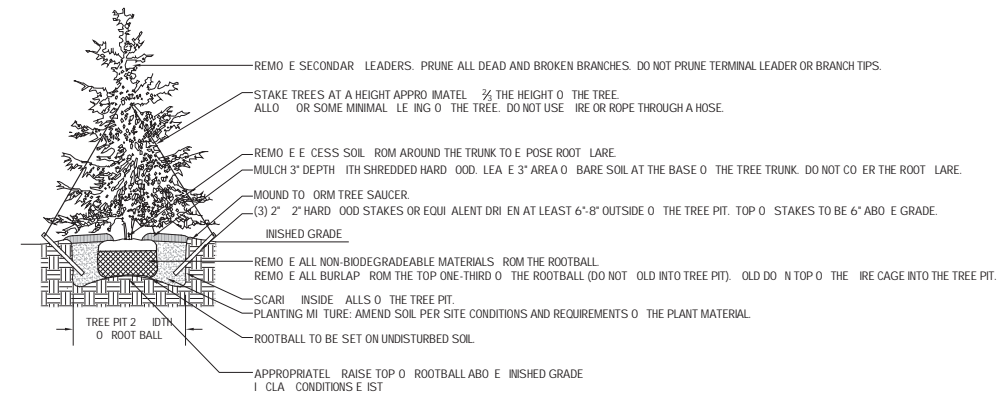 REMO E SECONDAR LEADERS. PRUNE ALL DEAD AND BROKEN BRANCHES. DO NOT PRUNE TERMINAL LEADER OR BRANCH TIPS.
STAKE TREES AT A HEIGHT APPRO IMATEL ⅔ THE HEIGHT O THE TREE.
ALLO OR SOME MINIMAL LE ING O THE TREE. DO NOT USE IRE OR ROPE THROUGH A HOSE.
REMO E E CESS SOIL ROM AROUND THE TRUNK TO E POSE ROOT LARE.
MULCH 3" DEPTH ITH SHREDDED HARD OOD. LEA E 3" AREA O BARE SOIL AT THE BASE O THE TREE TRUNK. DO NOT CO ER THE ROOT LARE.
MOUND TO ORM TREE SAUCER.
(3) 2" 2" HARD OOD STAKES OR EQUI ALENT DRI EN AT LEAST 6"-8" OUTSIDE O THE TREE PIT. TOP O STAKES TO BE 6" ABO E GRADE.
INISHED GRADE
REMO E ALL NON-BIODEGRADEABLE MATERIALS ROM THE ROOTBALL.
REMO E ALL BURLAP ROM THE TOP ONE-THIRD O THE ROOTBALL (DO NOT OLD INTO TREE PIT). OLD DO N TOP O THE IRE CAGE INTO THE TREE PIT.
SCARI INSIDE ALLS O THE TREE PIT.
PLANTING MI TURE: AMEND SOIL PER SITE CONDITIONS AND REQUIREMENTS O THE PLANT MATERIAL.
TREE PIT 2 IDTH
O ROOT BALL
ROOTBALL TO BE SET ON UNDISTURBED SOIL.
APPROPRIATEL RAISE TOP O ROOTBALL ABO E INISHED GRADE
I CLA CONDITIONS E IST